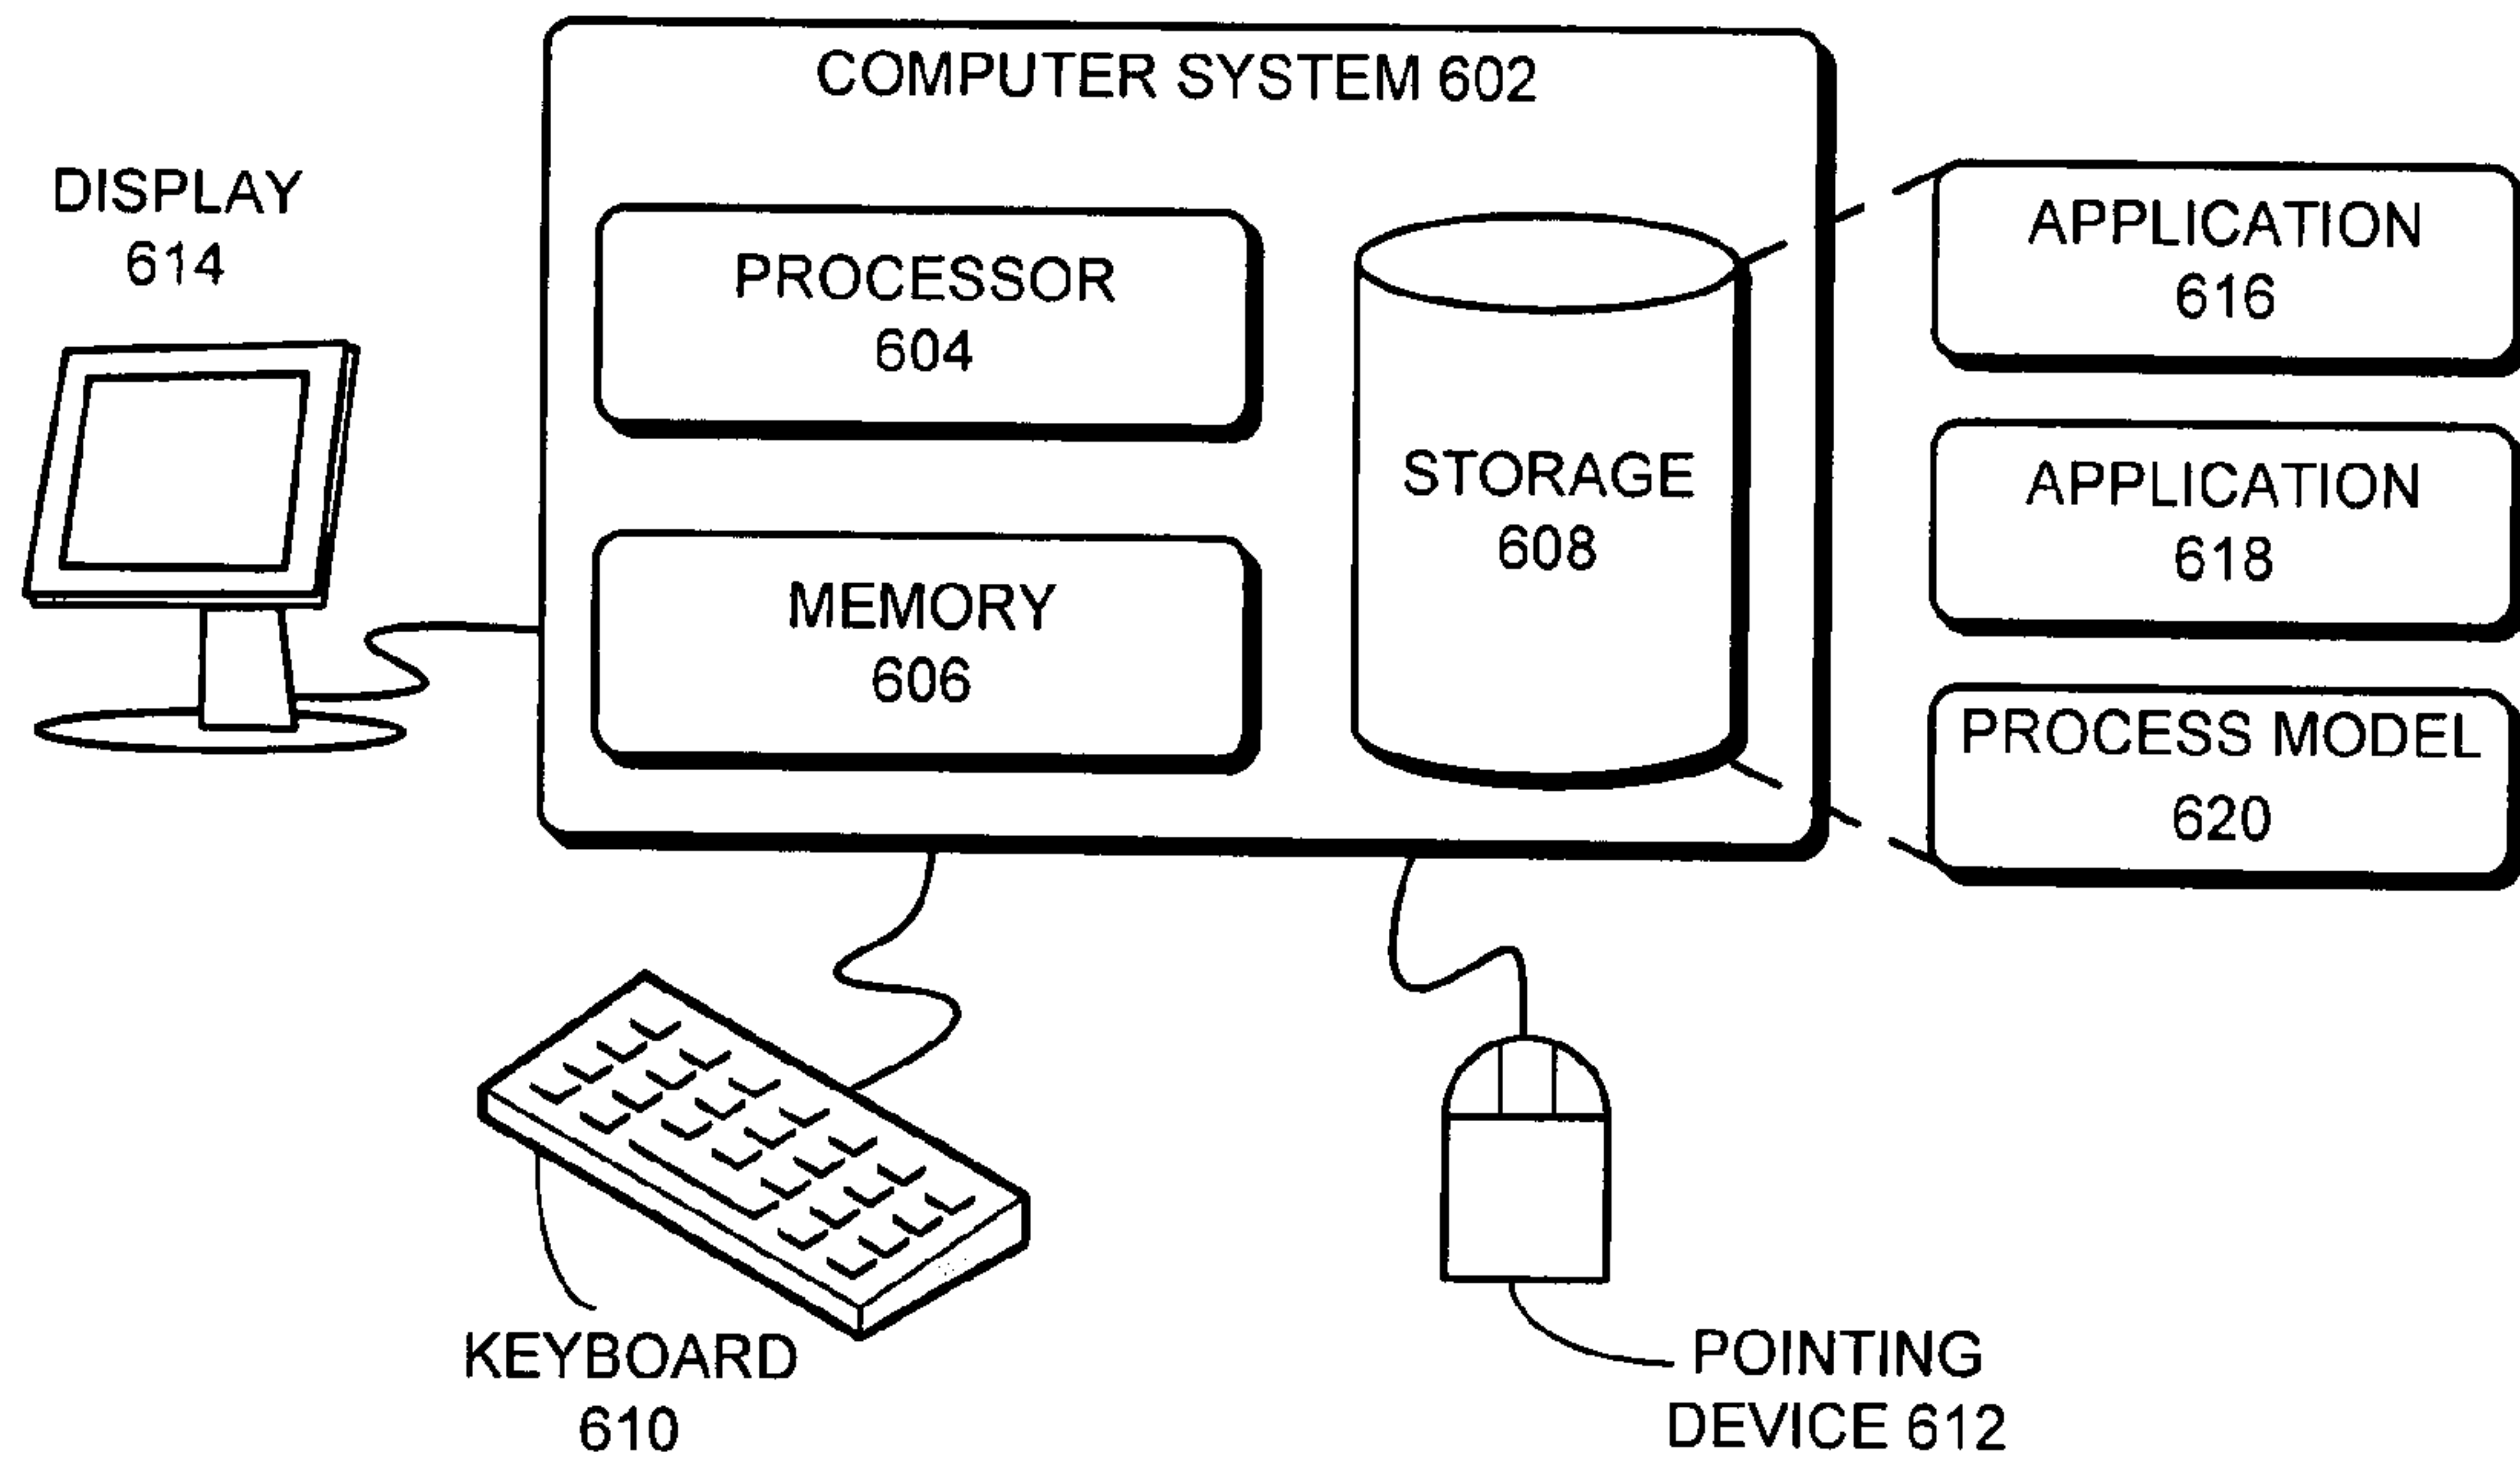 COMPUTER SYSTEM 602
DISPLAY
614
PROCESSOR
604
MEMORY
606
STORAGE
608
APPLICATION
616
APPLICATION
618
PROCESS MODEL
620
KEYBOARD
610
POINTING
DEVICE 612